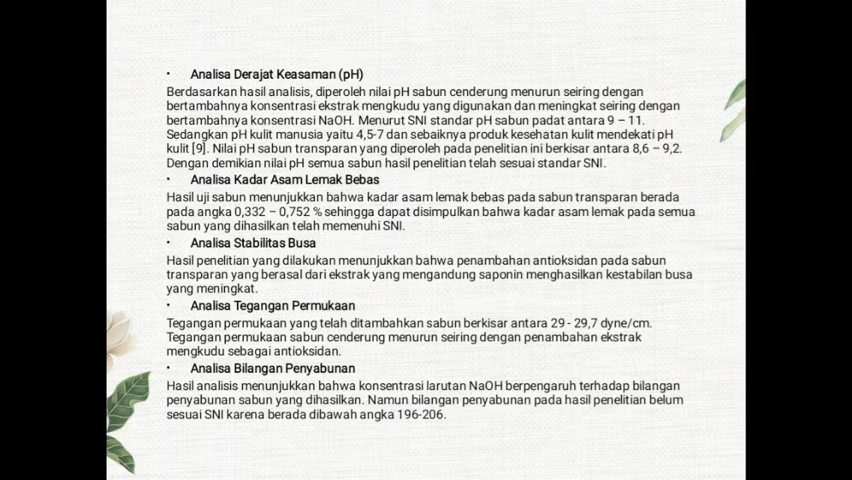 • Analisa Derajat Keasaman (pH)
Berdasarkan hasil analisis, diperoleh nilai pH sabun cenderung menurun seiring dengan
bertambahnya konsentrasi ekstrak mengkudu yang digunakan dan meningkat seiring dengan
bertambahnya konsentrasi NaOH. Menurut SNI standar pH sabun padat antara 9 – 11.
Sedangkan pH kulit manusia yaitu 4,5-7 dan sebaiknya produk kesehatan kulit mendekati pH
kulit [9]. Nilai pH sabun transparan yang diperoleh pada penelitian ini berkisar antara 8,6 – 9,2.
Dengan demikian nilai pH semua sabun hasil penelitian telah sesuai standar SNI.
• Analisa Kadar Asam Lemak Bebas
Hasil uji sabun menunjukkan bahwa kadar asam lemak bebas pada sabun transparan berada
pada angka 0,332 – 0,752 % sehingga dapat disimpulkan bahwa kadar asam lemak pada semua
sabun yang dihasilkan telah memenuhi SNI.
• Analisa Stabilitas Busa
Hasil penelitian yang dilakukan menunjukkan bahwa penambahan antioksidan pada sabun
transparan yang berasal dari ekstrak yang mengandung saponin menghasilkan kestabilan busa
yang meningkat.
• Analisa Tegangan Permukaan
Tegangan permukaan yang telah ditambahkan sabun berkisar antara 29 - 29,7 dyne/cm.
Tegangan permukaan sabun cenderung menurun seiring dengan penambahan ekstrak
mengkudu sebagai antioksidan.
• Analisa Bilangan Penyabunan
Hasil analisis menunjukkan bahwa konsentrasi larutan NaOH berpengaruh terhadap bilangan
penyabunan sabun yang dihasilkan. Namun bilangan penyabunan pada hasil penelitian belum
sesuai SNI karena berada dibawah angka 196-206.